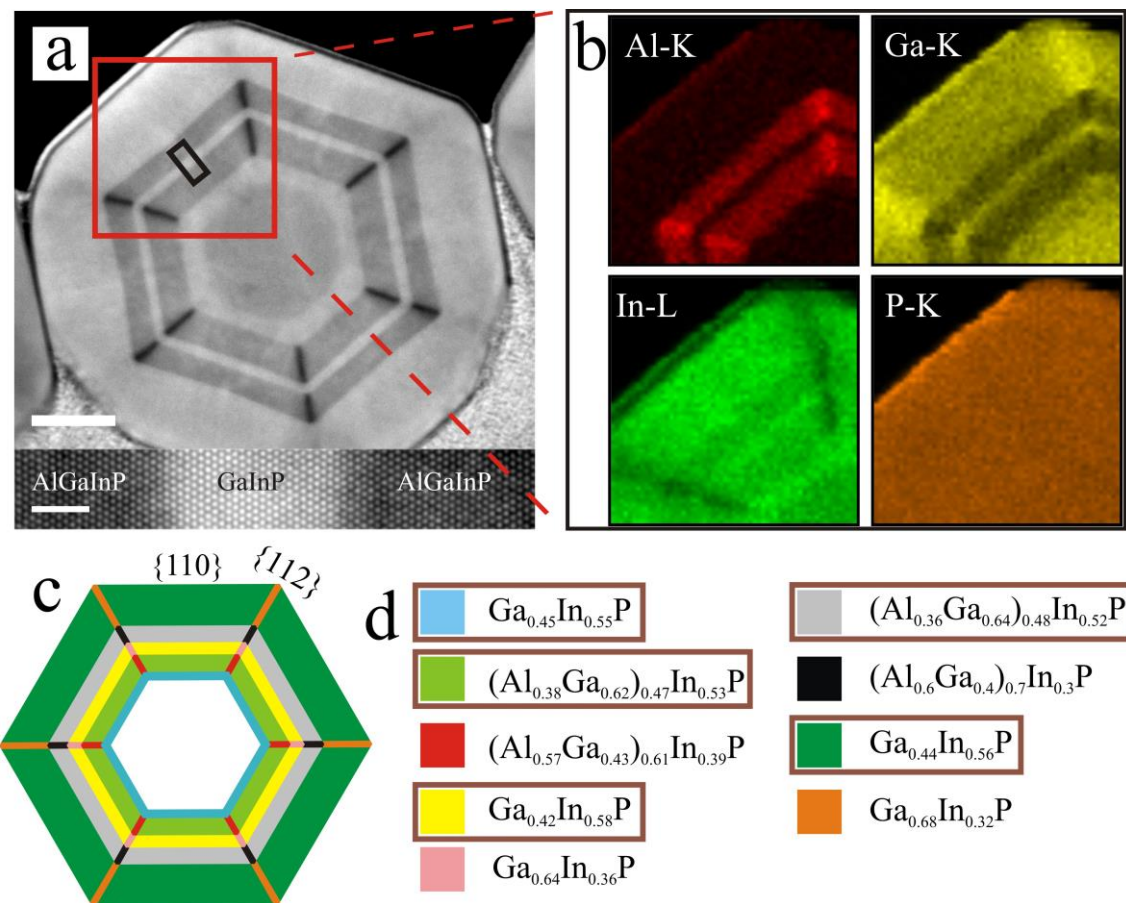 a
AlGaInP GaInP AlGaInP
b
Al-K Ga-K
In-L P-K
c
{110} {112}
d
Ga0.45In0.55P
(Al0.38Ga0.62)0.47In0.53P
(Al0.57Ga0.43)0.61In0.39P
Ga0.42In0.58P
Ga0.64In0.36P
(Al0.36Ga0.64)0.48In0.52P
(Al0.6Ga0.4)0.7In0.3P
Ga0.44In0.56P
Ga0.68In0.32P